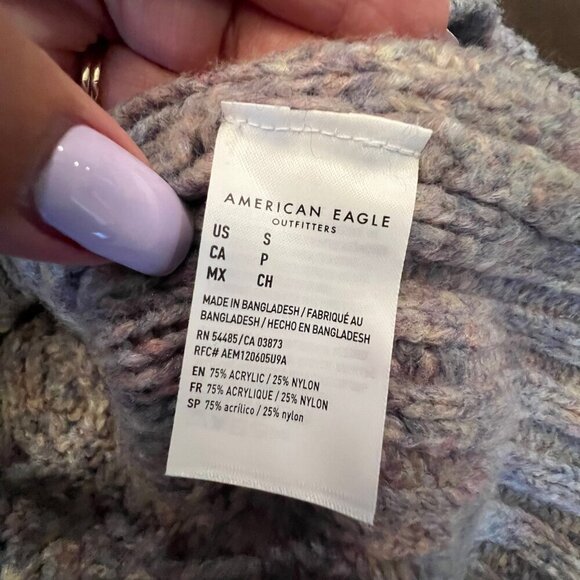 AMERICAN EAGLE
OUTFITTERS
US S
CA P
MX CH
MADE IN BANGLADESH / FABRIQUÉ AU
BANGLADESH / HECHO EN BANGLADESH
RN 54485 / CA 03873
RFC# AEM120605U9A
EN 75% ACRYLIC / 25% NYLON
FR 75% ACRYLIQUE / 25% NYLON
SP 75% acrílico / 25% nylon